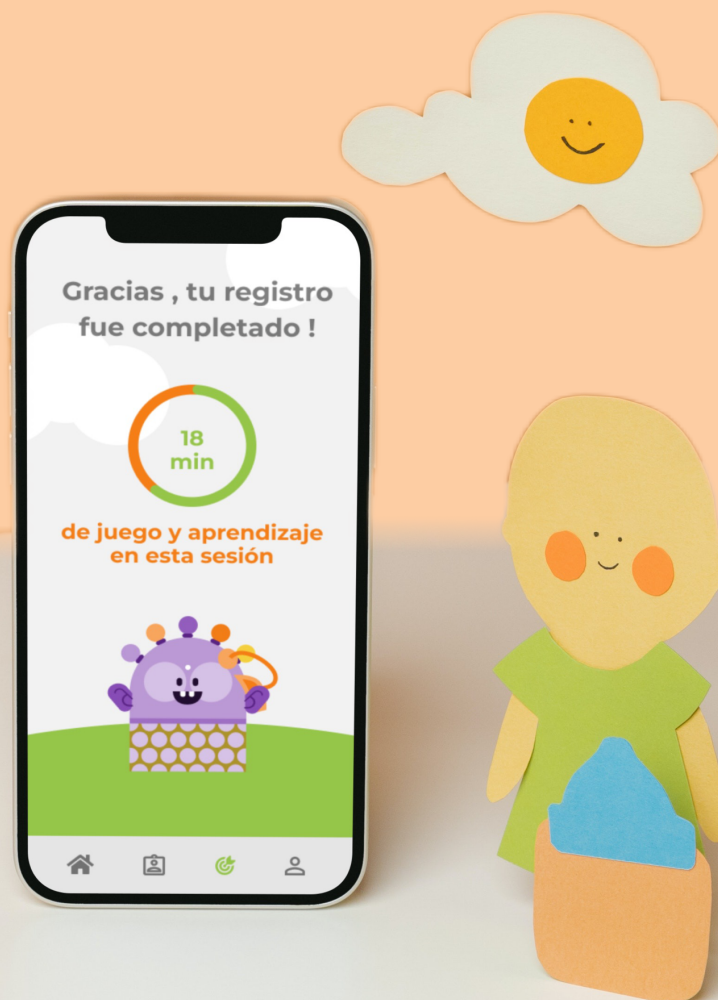 Gracias , tu registro
fue completado !
18
min
de juego y aprendizaje
en esta sesión